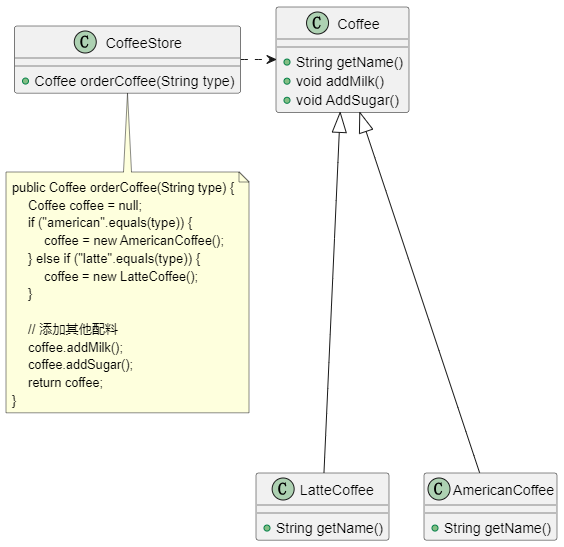 C CoffeeStore
Coffee orderCoffee(String type)
C Coffee
String getName()
void addMilk()
void AddSugar()
public Coffee orderCoffee(String type) {
Coffee coffee = null;
if ("american".equals(type)) {
coffee = new AmericanCoffee();
} else if ("latte".equals(type)) {
coffee = new LatteCoffee();
}
// 添加其他配料
coffee.addMilk();
coffee.addSugar();
return coffee;
}
C LatteCoffee
String getName()
C AmericanCoffee
String getName()